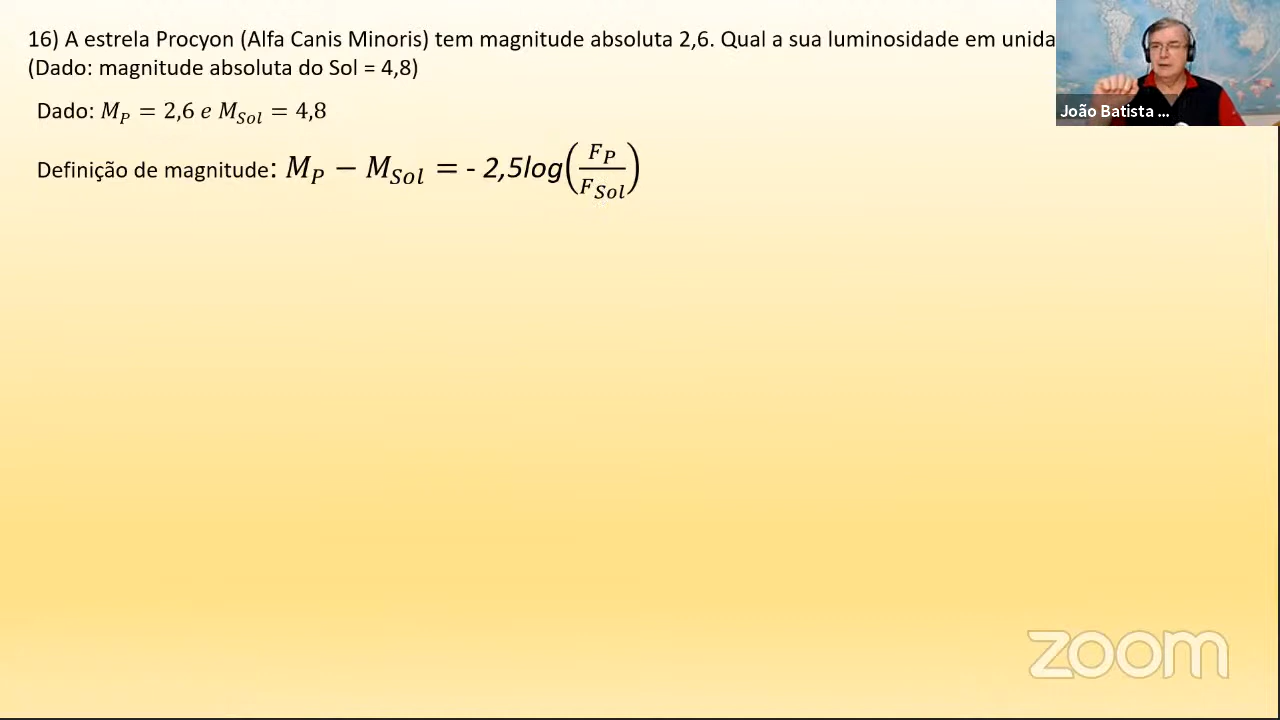 16) A estrela Procyon (Alfa Canis Minoris) tem magnitude absoluta 2,6. Qual a sua luminosidade em unida
(Dado: magnitude absoluta do Sol = 4,8)
João Batista ...
Dado: M_P = 2,6 e M_Sol = 4,8
Definição de magnitude: M_P − M_Sol = - 2,5log(F_P/F_Sol)
zoom